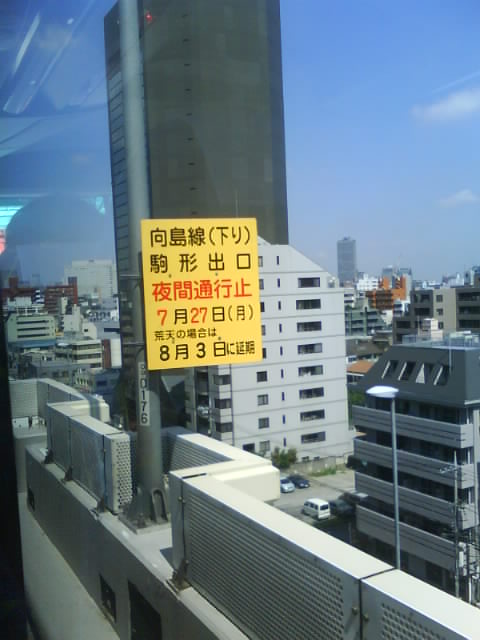 向島線(下り)
駒形出口
夜間通行止
7月27日(月)
荒天の場合は、
8月3日に延期
30176